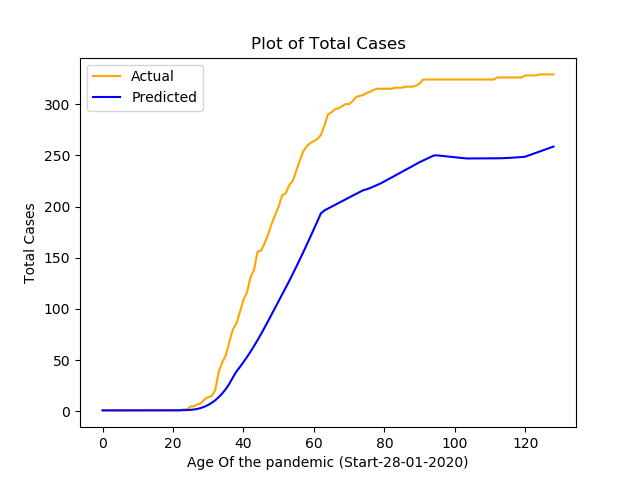 Plot of Total Cases
Actual
Predicted
Total Cases
300
250
200
150
100
50
0
0 20 40 60 80 100 120
Age Of the pandemic (Start-28-01-2020)